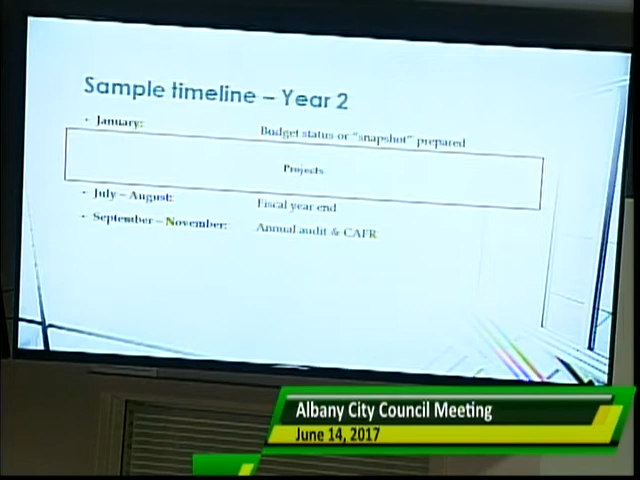 Sample timeline – Year 2
- January: Budget status or "snapshot" prepared
Projects
- July – August: Fiscal year end
- September – November: Annual audit & CAFR
Albany City Council Meeting
June 14, 2017